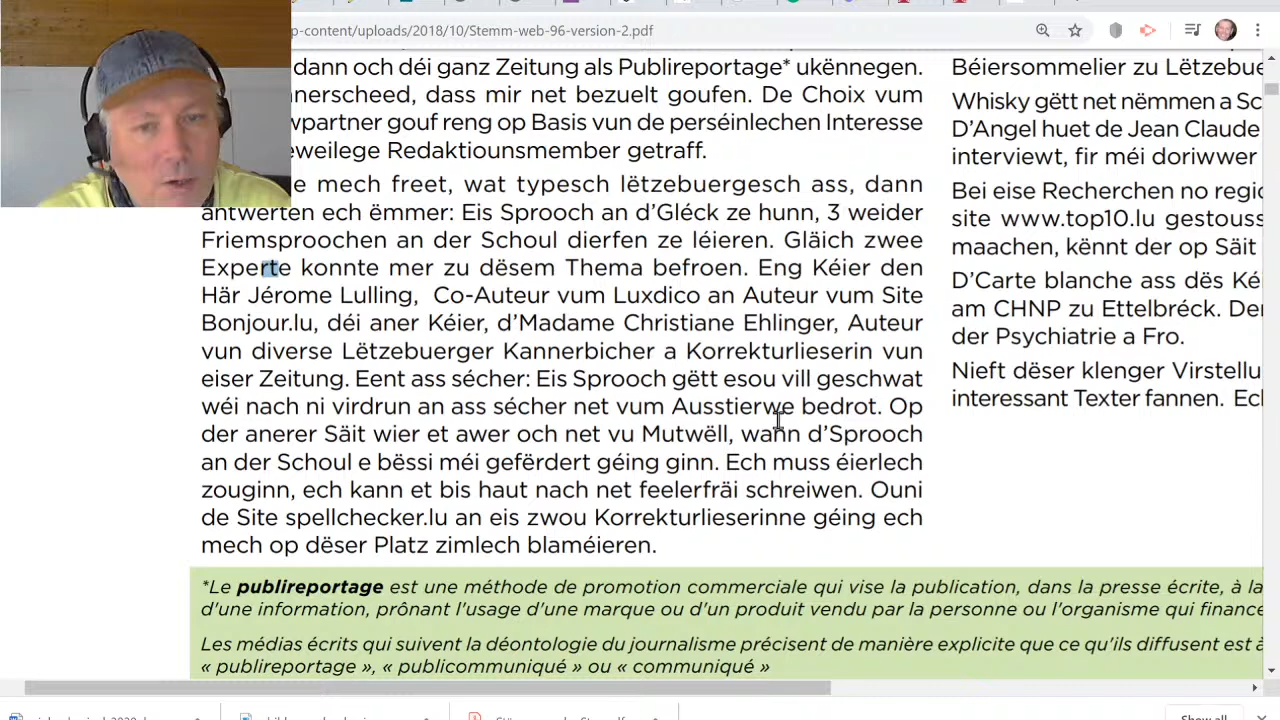 p-content/uploads/2018/10/Stemm-web-96-version-2.pdf
dann och déi ganz Zeitung als Publireportage* ukënnegen.
nerscheed, dass mir net bezuelt goufen. De Choix vum
wpartner gouf reng op Basis vun de perséinlechen Interesse
eweilege Redaktiounsmember getraff.
e mech freet, wat typesch lëtzebuergesch ass, dann
äntwerten ech ëmmer: Eis Sprooch an d’Gléck ze hunn, 3 weider
Friemsproochen an der Schoul dierfen ze léieren. Gläich zwee
Experte konnte mer zu dësem Thema befroen. Eng Kéier den
Här Jérome Lulling, Co-Auteur vum Luxdico an Auteur vum Site
Bonjour.lu, déi aner Kéier, d’Madame Christiane Ehlinger, Auteur
vun diverse Lëtzebuerger Kannerbicher a Korrekturlieserin vun
eiser Zeitung. Eent ass sécher: Eis Sprooch gëtt esou vill geschwat
wéi nach ni virdrun an ass sécher net vum Ausstierwe bedrot. Op
der anerer Säit wier et awer och net vu Mutwëll, wann d’Sprooch
an der Schoul e bëssi méi gefërdert géing ginn. Ech muss éierlech
zouginn, ech kann et bis haut nach net feelerfräi schreiwen. Ouni
de Site spellchecker.lu an eis zwou Korrekturlieserinne géing ech
mech op dëser Platz zimlech blaméieren.
Béiersommelier zu Lëtzebue
Whisky gëtt net nëmmen a Sc
D’Angel huet de Jean Claude
interviewt, fir méi doriwwer
Bei eise Recherchen no regio
site www.top10.lu gestouss
maachen, kënnt der op Säit
D’Carte blanche ass dës Kéi
am CHNP zu Ettelbréck. De
der Psychiatrie a Fro.
Nieft dëser klenger Virstellu
interessant Texter fannen. Ec
*Le publireportage est une méthode de promotion commerciale qui vise la publication, dans la presse écrite, à la
d'une information, prônant l'usage d'une marque ou d'un produit vendu par la personne ou l'organisme qui finance
Les médias écrits qui suivent la déontologie du journalisme précisent de manière explicite que ce qu'ils diffusent est à
« publireportage », « publicommuniqué » ou « communiqué »
Show all